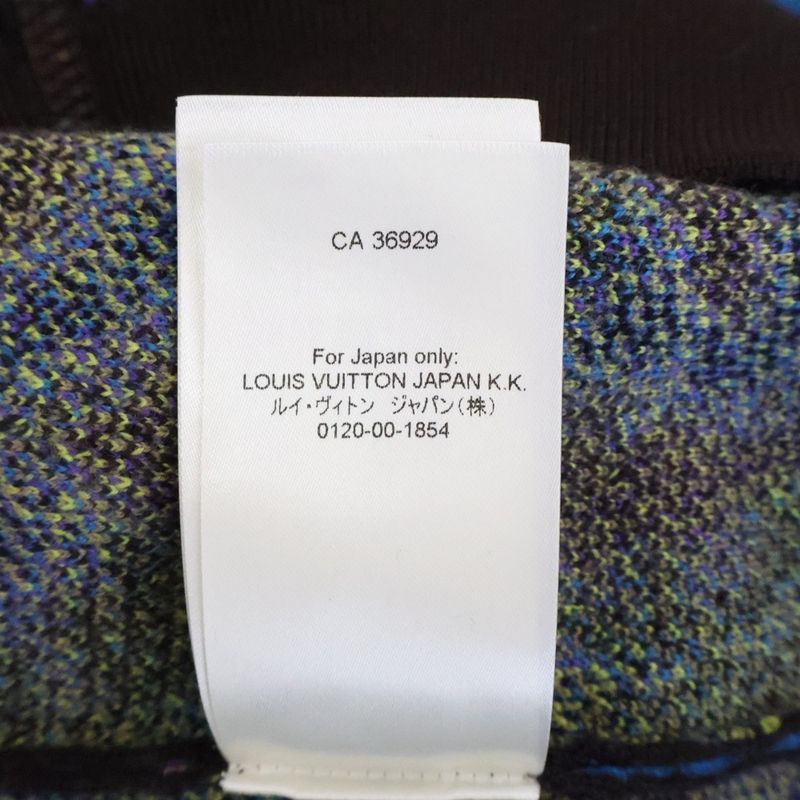 CA 36929
For Japan only:
LOUIS VUITTON JAPAN K.K.
ルイ・ヴィトン　ジャパン(株)
0120-00-1854